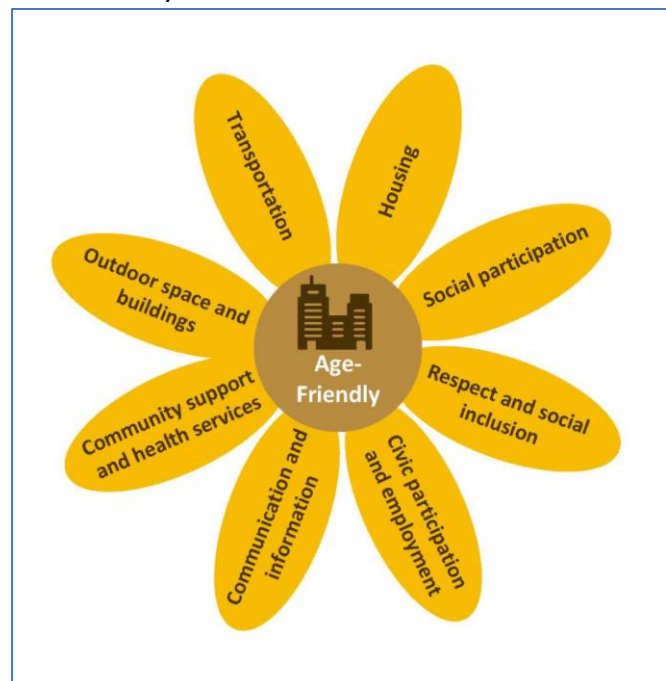 Transportation
Housing
Social participation
Respect and social
inclusion
Civic participation
and employment
Communication and
information
Community support
and health services
Outdoor space and
buildings
Age-
Friendly